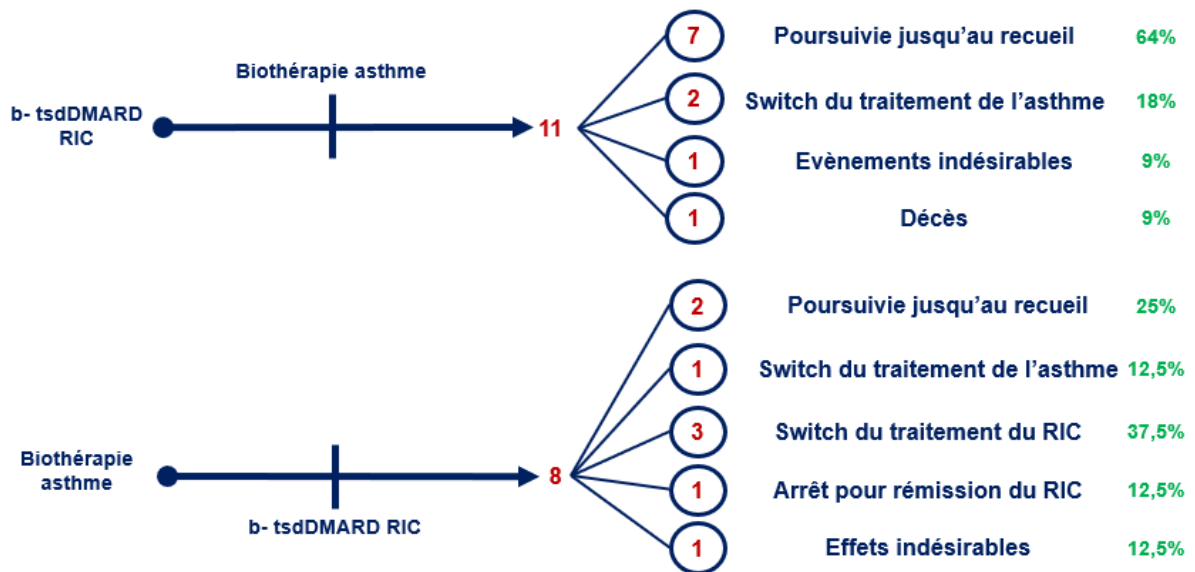 7 Poursuivie jusqu'au recueil 64%
Biothérapie asthme
2 Switch du traitement de l'asthme 18%
b- tsdDMARD
RIC
11
1 Evènements indésirables 9%
1 Décès 9%
2 Poursuivie jusqu'au recueil 25%
1 Switch du traitement de l'asthme 12,5%
3 Switch du traitement du RIC 37,5%
Biothérapie
asthme
8
1 Arrêt pour rémission du RIC 12,5%
b- tsdDMARD RIC
1 Effets indésirables 12,5%